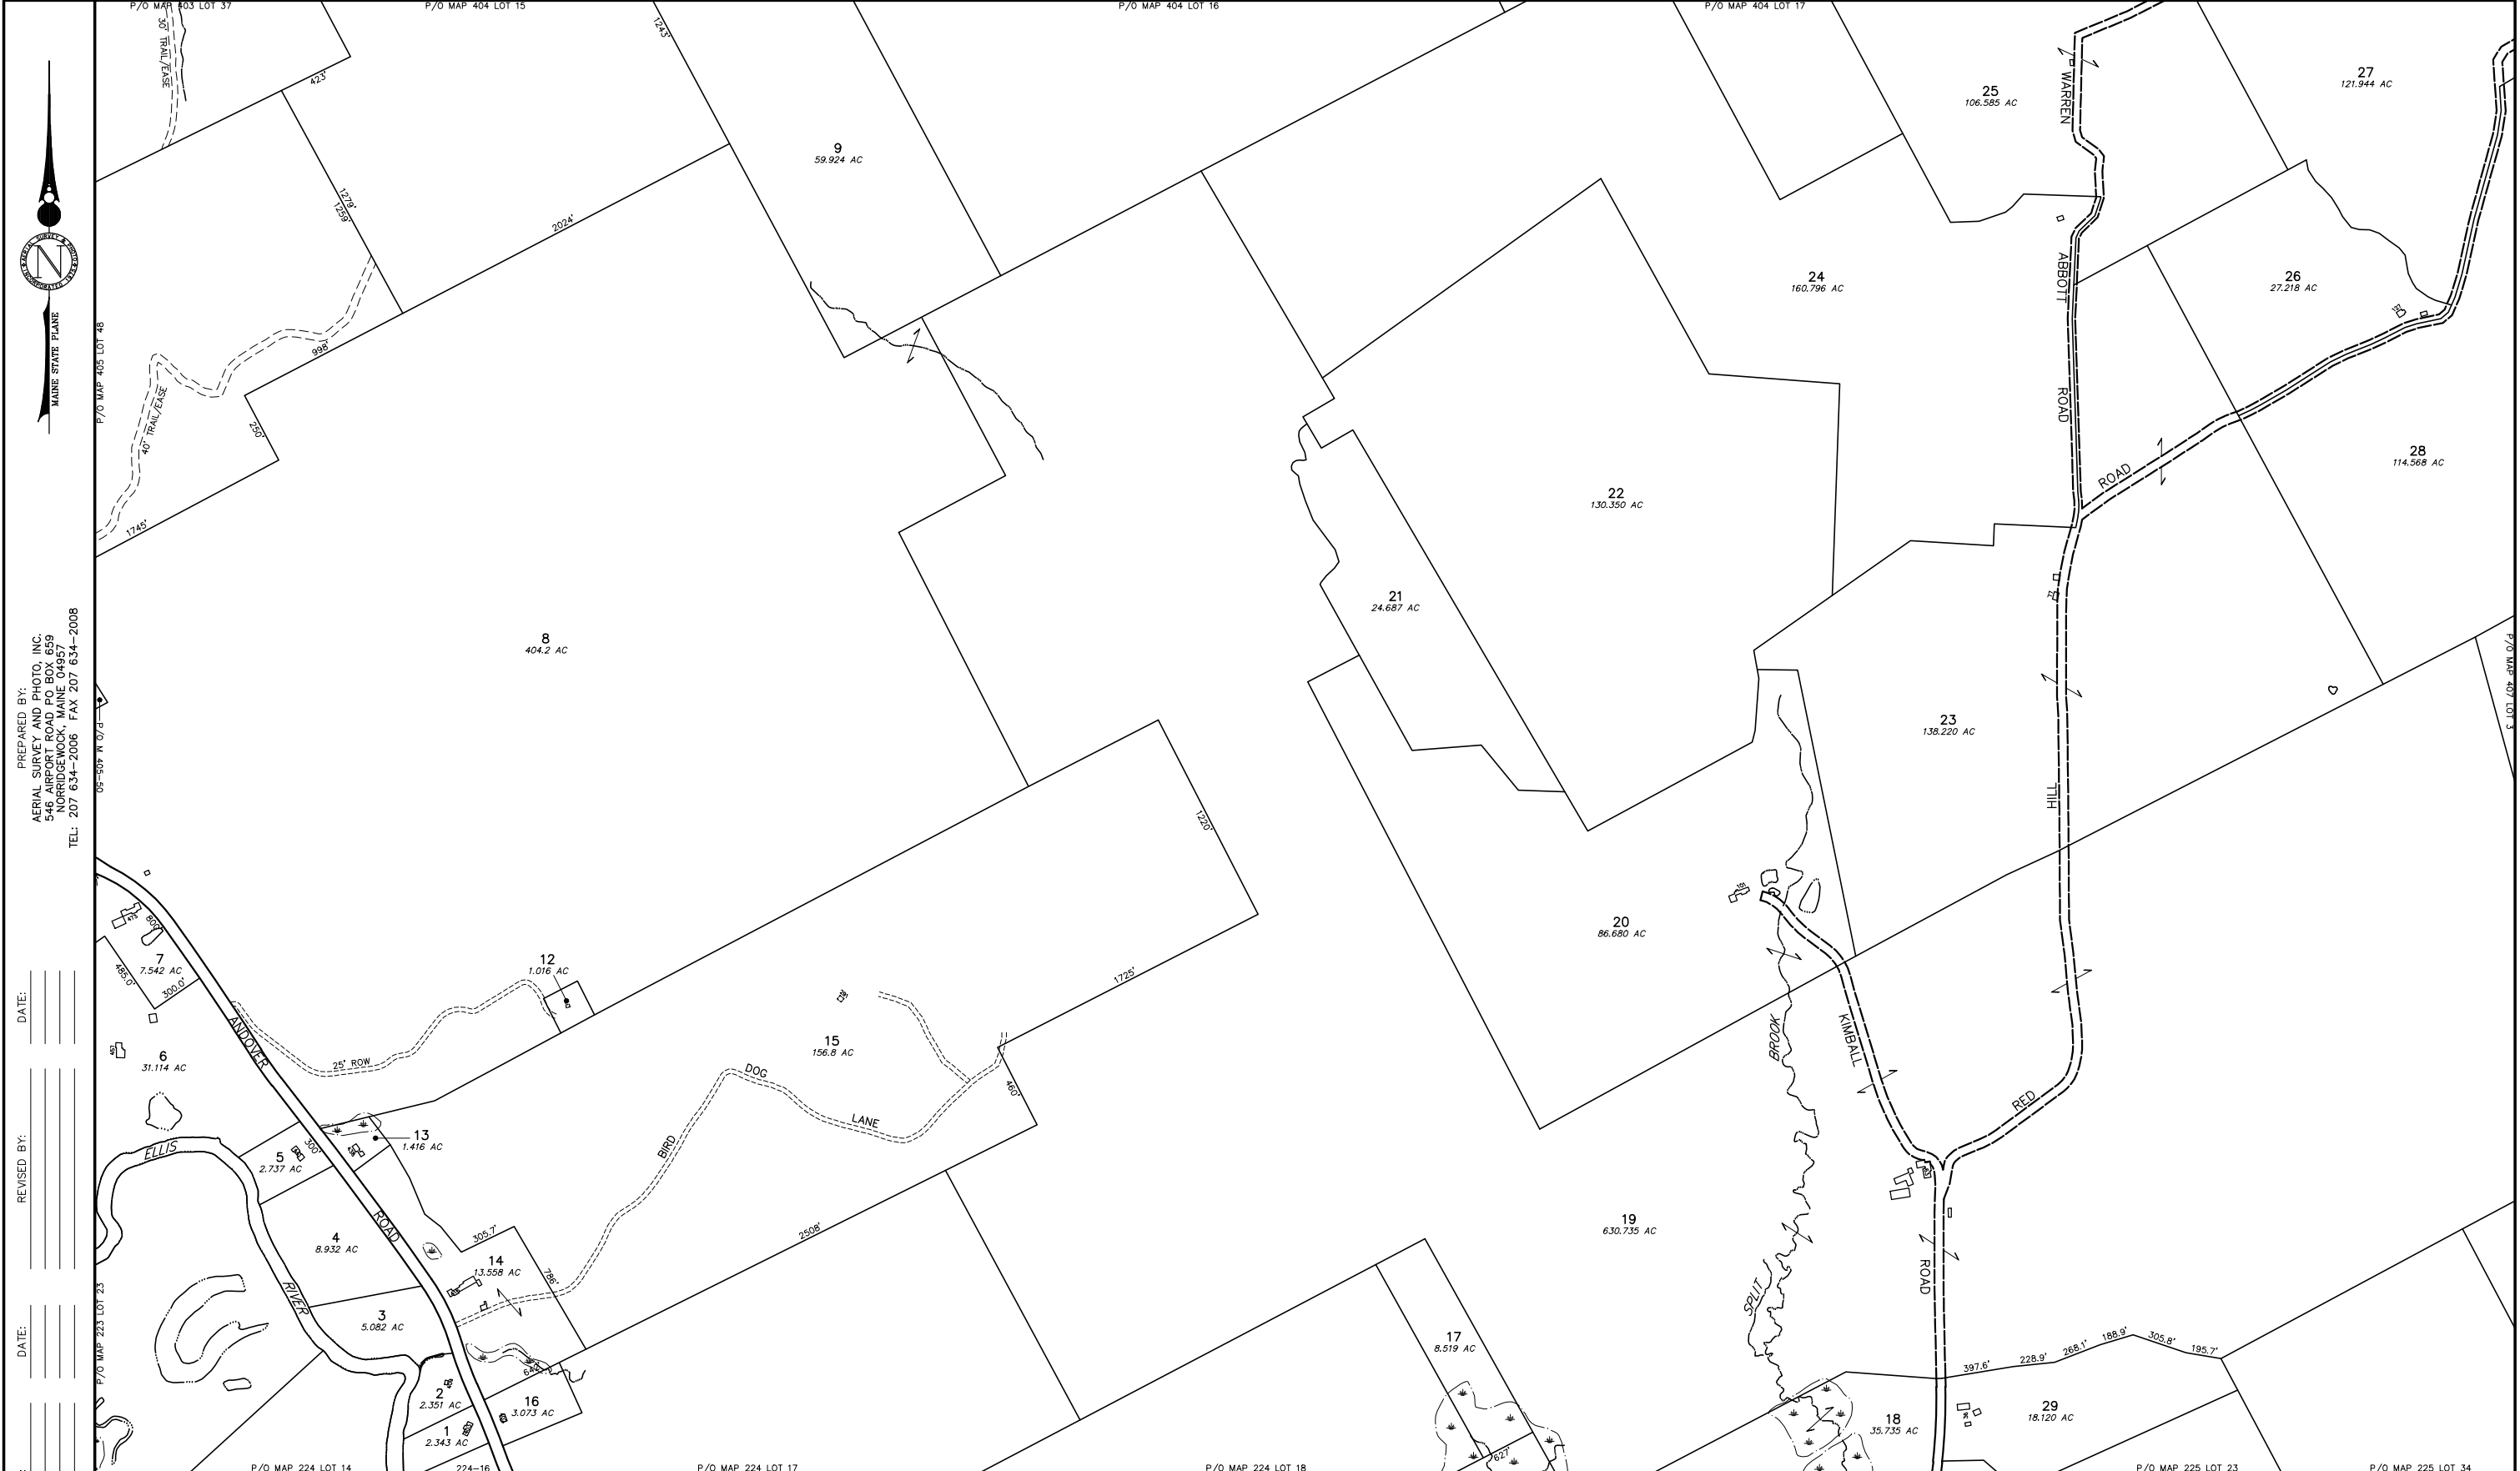 P/O MAP 403 LOT 37
P/O MAP 404 LOT 15
P/O MAP 404 LOT 16
P/O MAP 404 LOT 17
30' TRAIL/EASE
423'
1243'
WARREN
27
121.944 AC
25
106.585 AC
9
59.924 AC
1279'
1259'
2024'
AERIAL SURVEY & PHOTO
INCORPORATED 1976
N
MAINE STATE PLANE
P/O MAP 405 LOT 48
ABBOTT
24
160.796 AC
26
27.218 AC
998'
40' TRAIL/EASE
250'
ROAD
ROAD
28
114.568 AC
22
130.350 AC
1745'
21
24.687 AC
8
404.2 AC
PREPARED BY:
AERIAL SURVEY AND PHOTO, INC.
546 AIRPORT ROAD PO BOX 659
NORRIDGEWOCK, MAINE 04957
TEL: 207 634-2006 FAX 207 634-2008
P/O M 405-50
P/O MAP 407 LOT 3
23
138.220 AC
HILL
1220'
20
86.680 AC
101
473
800'
7
7.542 AC
485.0'
300.0'
12
1.016 AC
1725'
DATE:
ANDOVER
25' ROW
15
156.8 AC
6
31.114 AC
DOG
LANE
BIRD
460'
BROOK
KIMBALL
RED
REVISED BY:
ELLIS
5
2.737 AC
300'
13
1.416 AC
ROAD
4
8.932 AC
305.7'
14
13.558 AC
786'
2508'
19
630.735 AC
ROAD
SPLIT
RIVER
3
5.082 AC
DATE:
P/O MAP 223 LOT 23
17
8.519 AC
397.6'
228.9'
268.1'
188.9'
305.8'
195.7'
2
2.351 AC
16
3.073 AC
1
2.343 AC
18
35.735 AC
29
18.120 AC
627'
P/O MAP 224 LOT 14
224-16
P/O MAP 224 LOT 17
P/O MAP 224 LOT 18
P/O MAP 225 LOT 23
P/O MAP 225 LOT 34